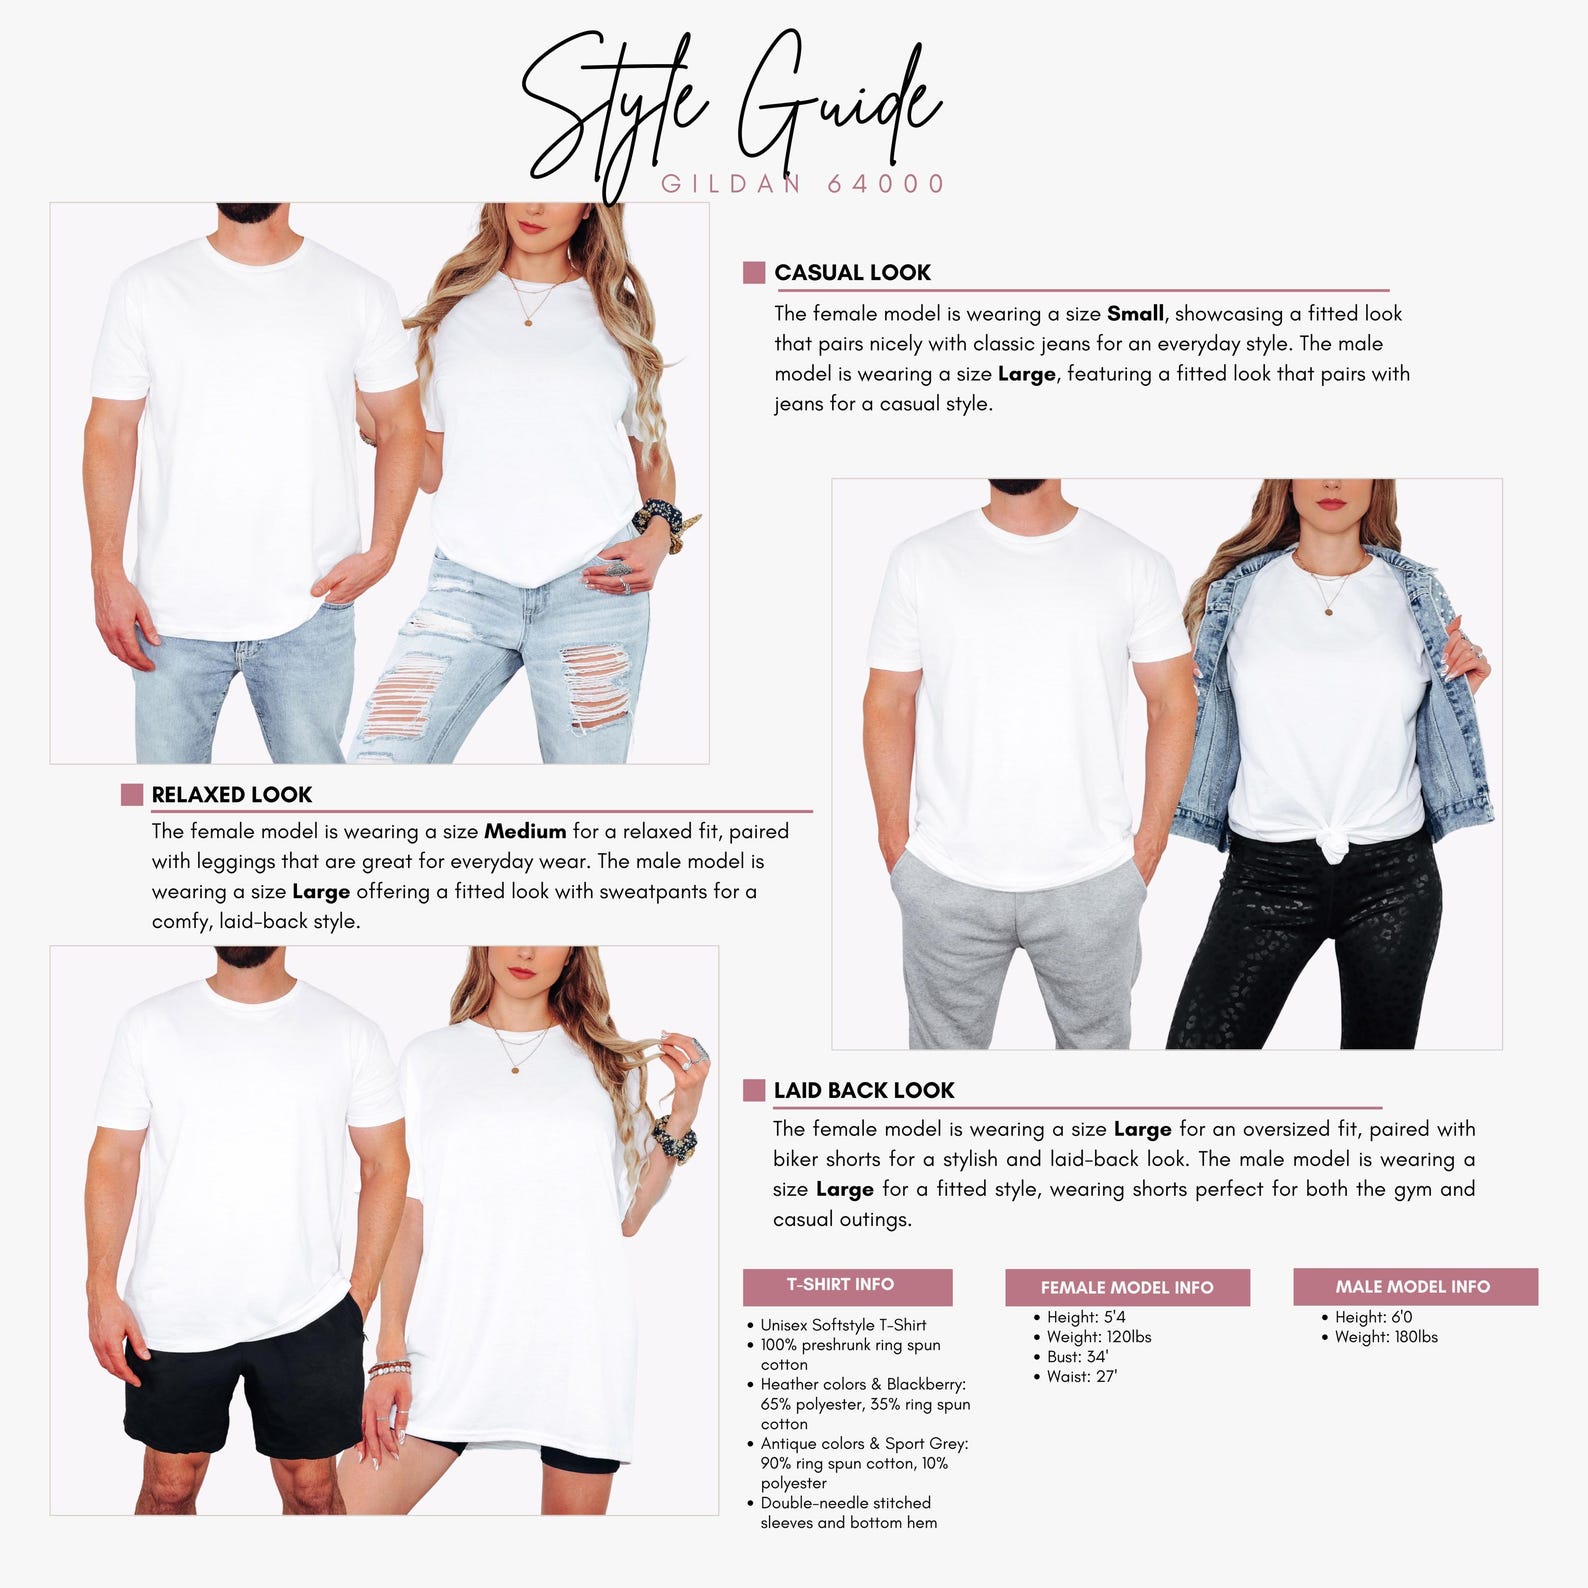 Style Guide
GILDAN 64000
CASUAL LOOK
The female model is wearing a size Small, showcasing a fitted look
that pairs nicely with classic jeans for an everyday style. The male
model is wearing a size Large, featuring a fitted look that pairs with
jeans for a casual style.
RELAXED LOOK
The female model is wearing a size Medium for a relaxed fit, paired
with leggings that are great for everyday wear. The male model is
wearing a size Large offering a fitted look with sweatpants for a
comfy, laid-back style.
LAID BACK LOOK
The female model is wearing a size Large for an oversized fit, paired with
biker shorts for a stylish and laid-back look. The male model is wearing a
size Large for a fitted style, wearing shorts perfect for both the gym and
casual outings.
T-SHIRT INFO
• Unisex Softstyle T-Shirt
• 100% preshrunk ring spun
cotton
• Heather colors & Blackberry:
65% polyester, 35% ring spun
cotton
• Antique colors & Sport Grey:
90% ring spun cotton, 10%
polyester
• Double-needle stitched
sleeves and bottom hem
FEMALE MODEL INFO
• Height: 5'4
• Weight: 120lbs
• Bust: 34'
• Waist: 27'
MALE MODEL INFO
• Height: 6'0
• Weight: 180lbs